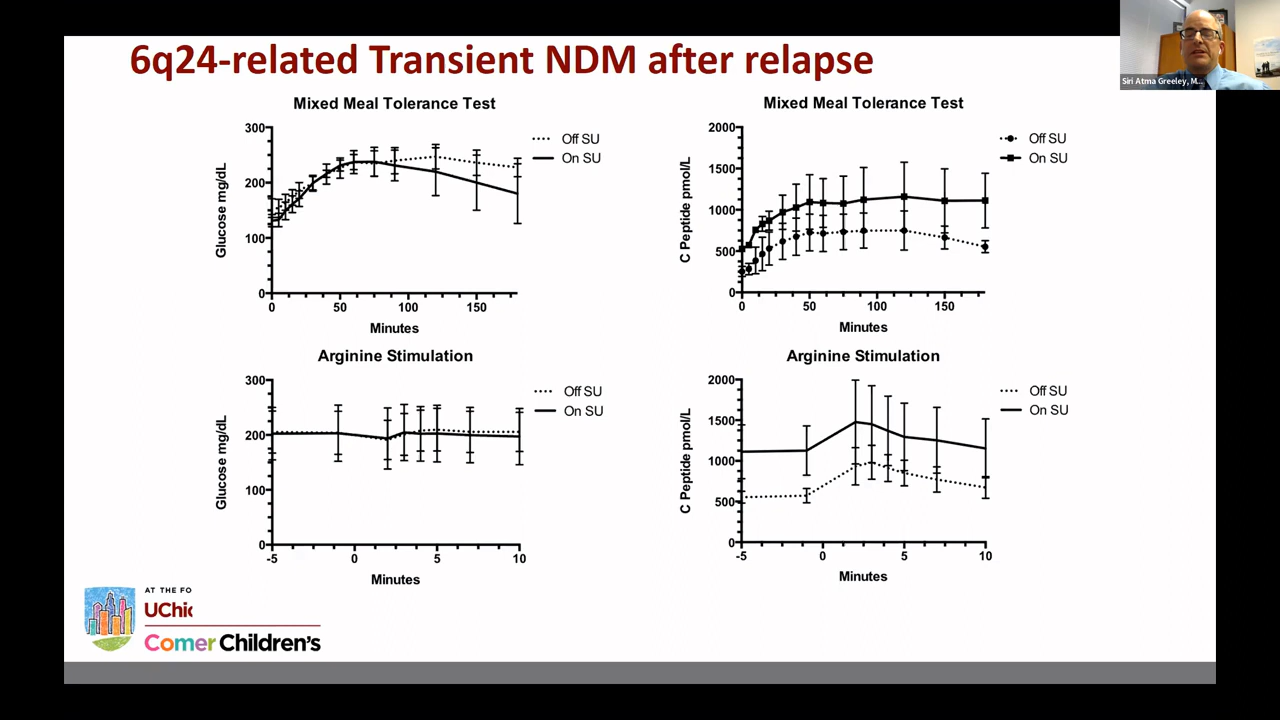 6q24-related Transient NDM after relapse
Siri Atma Greeley, M...
Mixed Meal Tolerance Test
300
200
100
0
Glucose mg/dL
0 50 100 150
Minutes
Off SU
On SU
Mixed Meal Tolerance Test
2000
1500
1000
500
0
C Peptide pmol/L
0 50 100 150
Minutes
Off SU
On SU
Arginine Stimulation
300
200
100
0
Glucose mg/dL
-5 0 5 10
Minutes
Off SU
On SU
Arginine Stimulation
2000
1500
1000
500
0
C Peptide pmol/L
-5 0 5 10
Minutes
Off SU
On SU
AT THE FO
UChic
Comer Children's